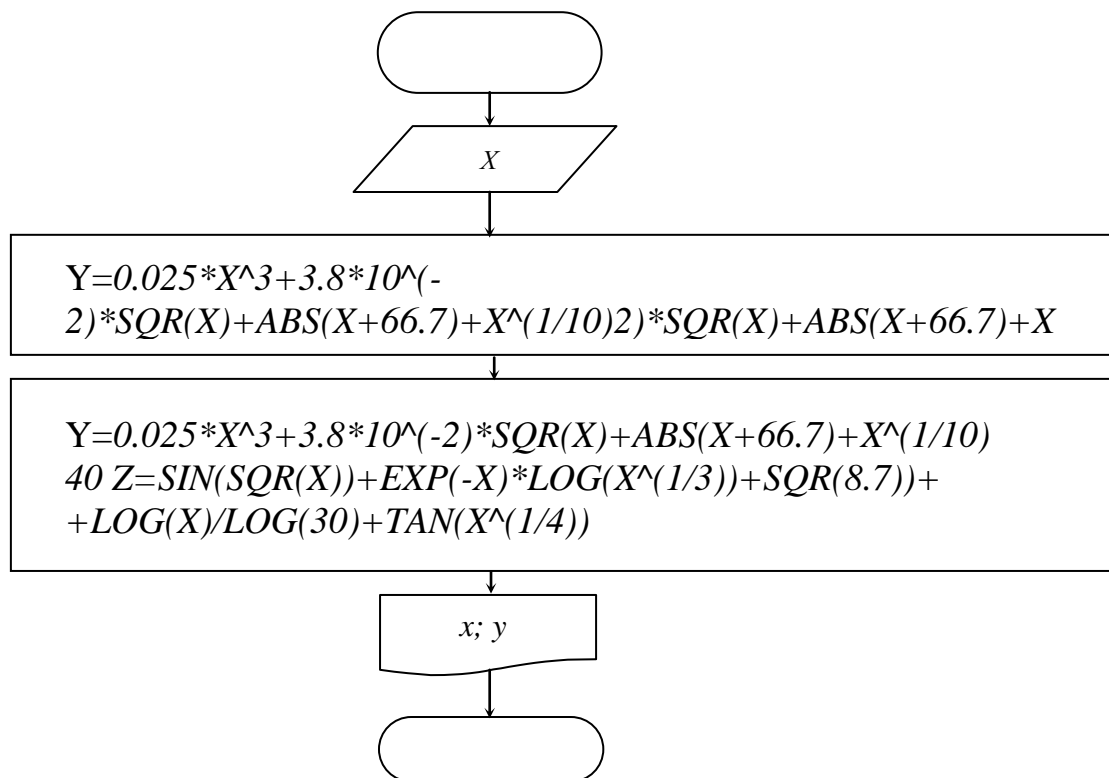 X
Y=0.025*X^3+3.8*10^(-
2)*SQR(X)+ABS(X+66.7)+X^(1/10)2)*SQR(X)+ABS(X+66.7)+X
Y=0.025*X^3+3.8*10^(-2)*SQR(X)+ABS(X+66.7)+X^(1/10)
40 Z=SIN(SQR(X))+EXP(-X)*LOG(X^(1/3))+SQR(8.7))+
+LOG(X)/LOG(30)+TAN(X^(1/4))
x; y